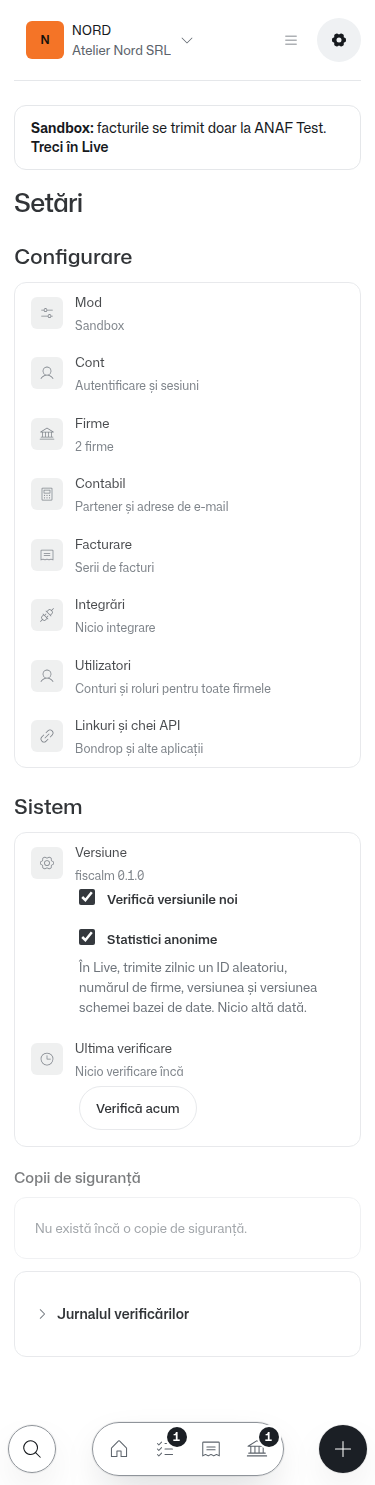 N
NORD
Atelier Nord SRL
Sandbox: facturile se trimit doar la ANAF Test.
Treci în Live
Setări
Configurare
Mod
Sandbox
Cont
Autentificare și sesiuni
Firme
2 firme
Contabil
Partener și adrese de e-mail
Facturare
Serii de facturi
Integrări
Nicio integrare
Utilizatori
Conturi și roluri pentru toate firmele
Linkuri și chei API
Bondrop și alte aplicații
Sistem
Versiune
fiscalm 0.1.0
Verifică versiunile noi
Statistici anonime
În Live, trimite zilnic un ID aleatoriu,
numărul de firme, versiunea și versiunea
schemei bazei de date. Nicio altă dată.
Ultima verificare
Nicio verificare încă
Verifică acum
Copii de siguranță
Nu există încă o copie de siguranță.
Jurnalul verificărilor
1
1